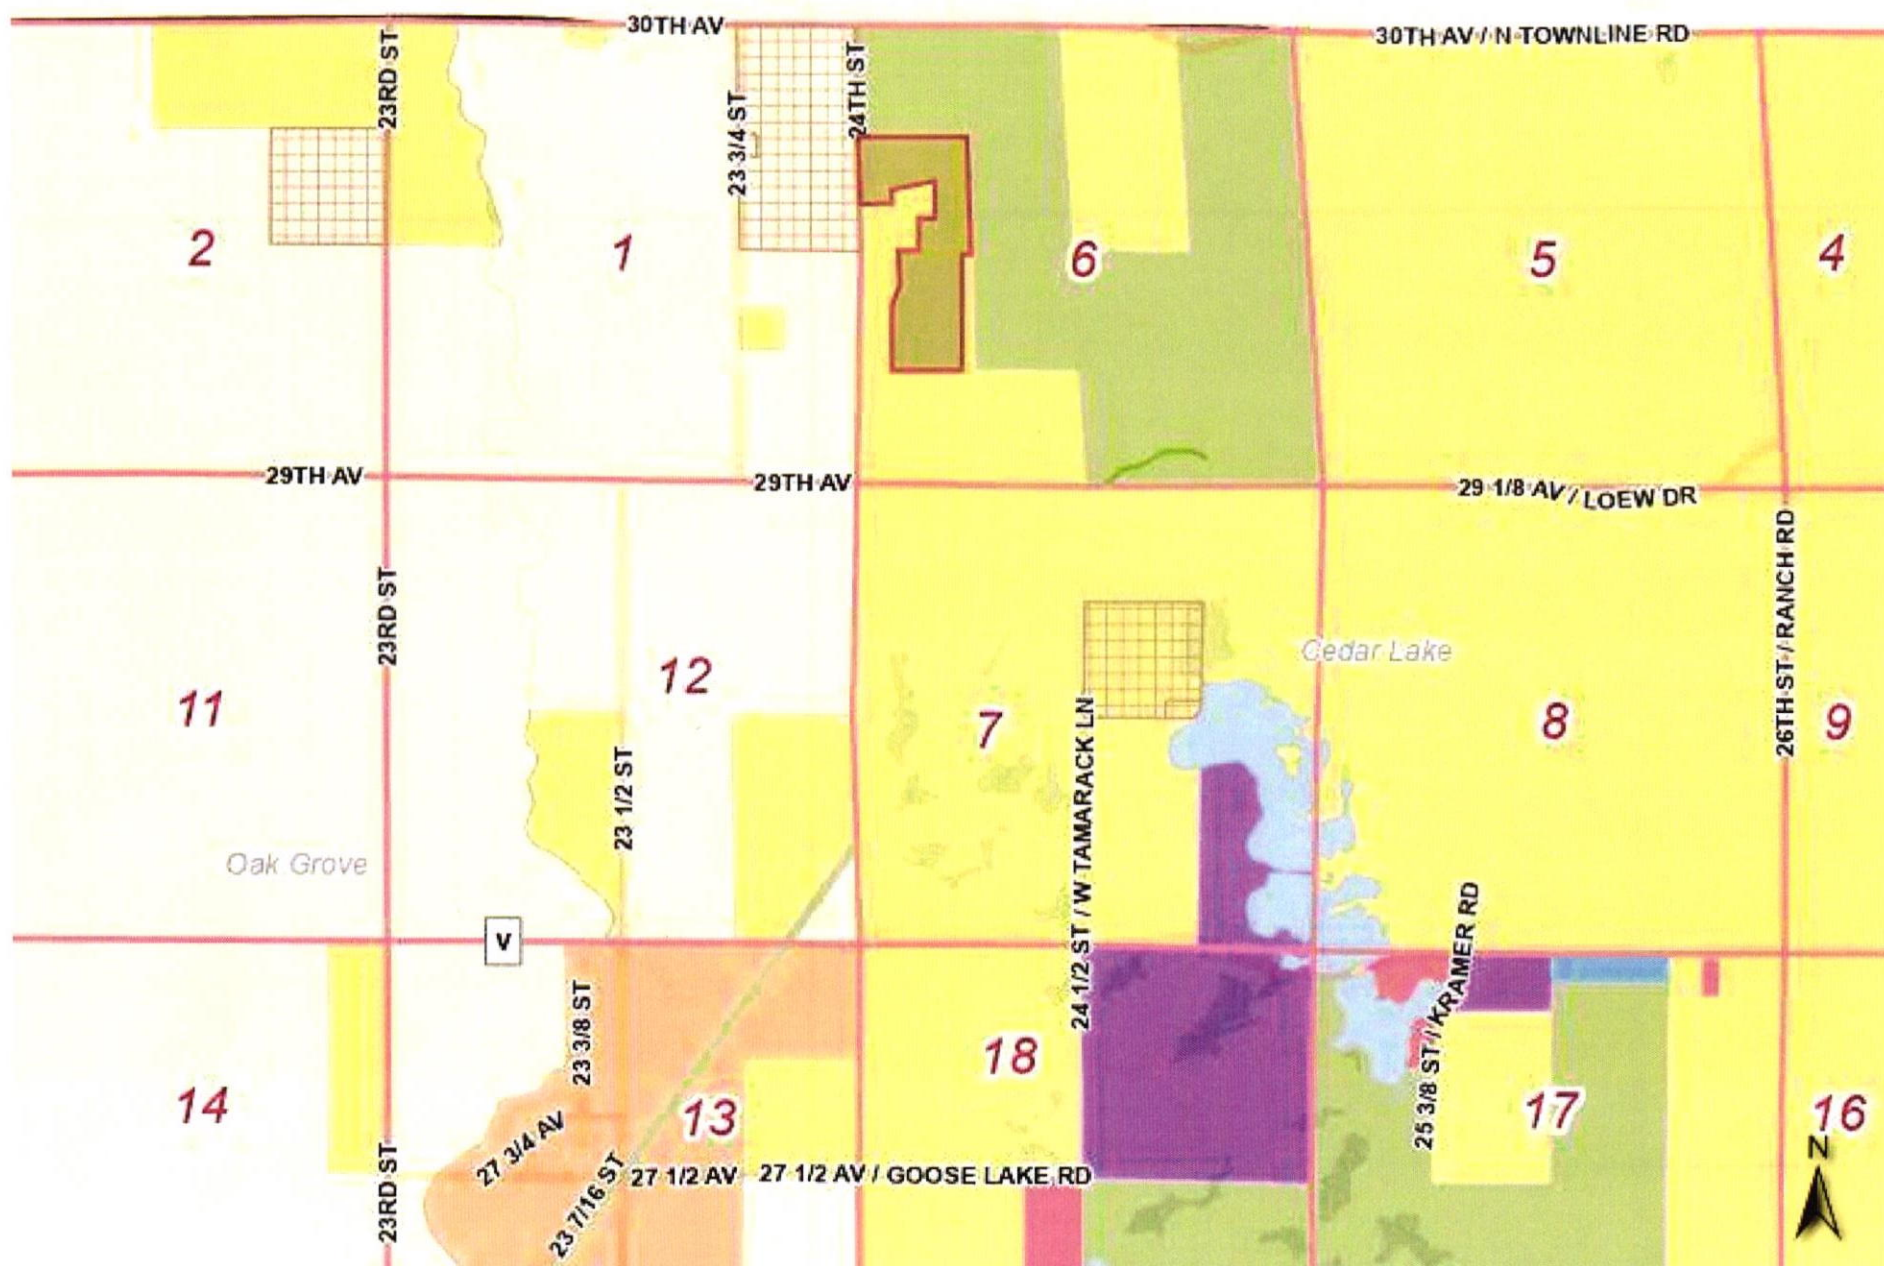 30TH AV
30TH AV / N TOWNLINE RD
23RD ST
24TH ST
23 3/4 ST
2
1
6
5
4
29TH AV
29TH AV
29 1/8 AV / LOEW DR
23RD ST
26TH ST / RANCH RD
12
Cedar Lake
11
7
8
9
24 1/2 ST / W TAMARACK LN
23 1/2 ST
Oak Grove
V
25 3/8 ST / KRAMER RD
23 3/8 ST
18
14
13
17
16
27 3/4 AV
23RD ST
23 7/16 ST
27 1/2 AV
27 1/2 AV / GOOSE LAKE RD
N